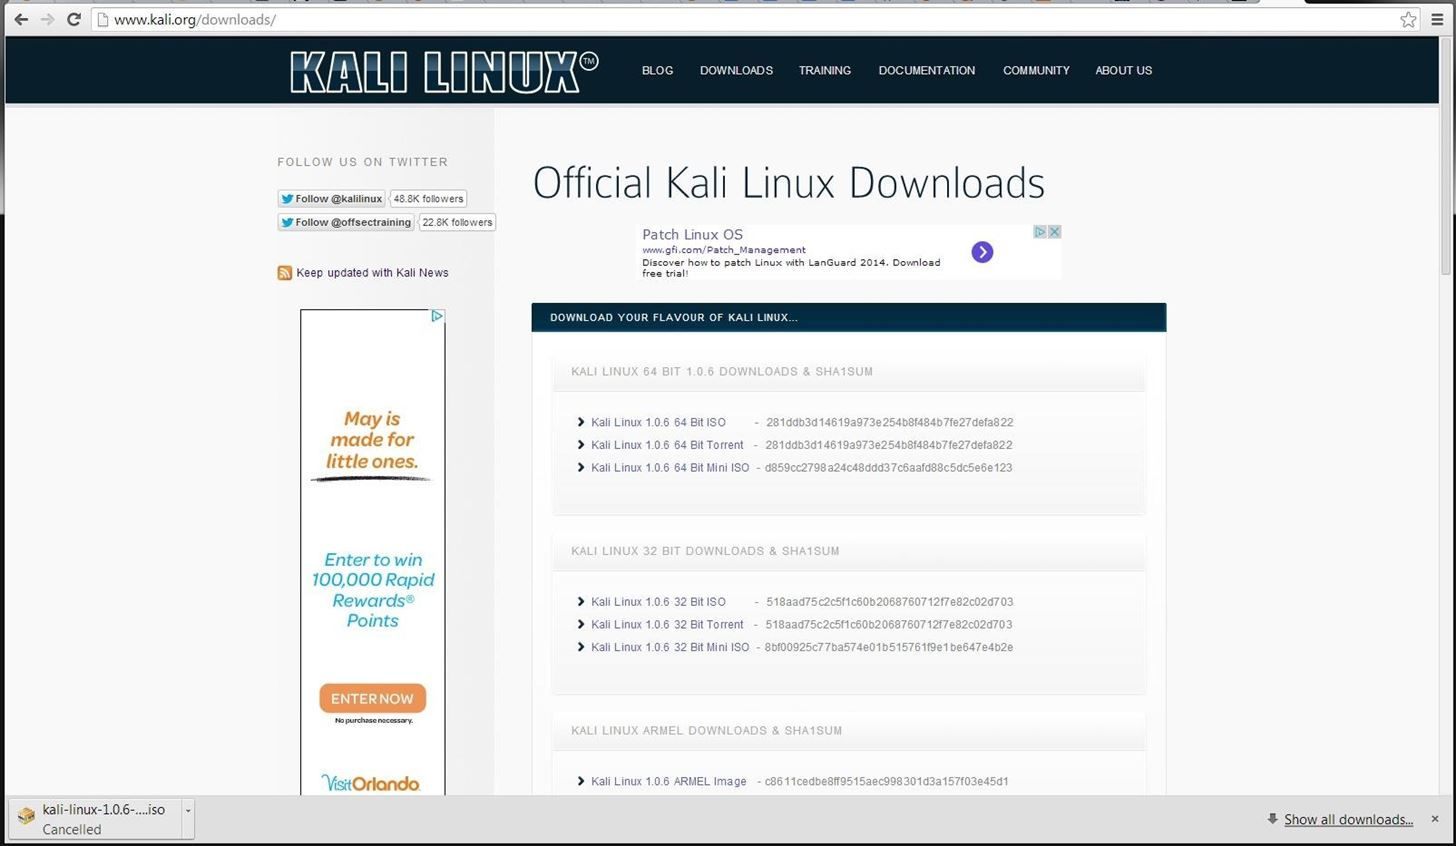 www.kali.org/downloads/
KALI LINUX™
BLOG DOWNLOADS TRAINING DOCUMENTATION COMMUNITY ABOUT US
FOLLOW US ON TWITTER
Follow @kalilinux 48.8K followers
Follow @offsectraining 22.8K followers
Keep updated with Kali News
May is
made for
little ones.
Enter to win
100,000 Rapid
Rewards®
Points
ENTER NOW
No purchase necessary.
VisitOrlando
Official Kali Linux Downloads
Patch Linux OS
www.gfi.com/Patch_Management
Discover how to patch Linux with LanGuard 2014. Download
free trial!
DOWNLOAD YOUR FLAVOUR OF KALI LINUX...
KALI LINUX 64 BIT 1.0.6 DOWNLOADS & SHA1SUM
Kali Linux 1.0.6 64 Bit ISO - 281ddb3d14619a973e254b8f484b7fe27defa822
Kali Linux 1.0.6 64 Bit Torrent - 281ddb3d14619a973e254b8f484b7fe27defa822
Kali Linux 1.0.6 64 Bit Mini ISO - d859cc2798a24c48ddd37c6aafd88c5dc5e6e123
KALI LINUX 32 BIT DOWNLOADS & SHA1SUM
Kali Linux 1.0.6 32 Bit ISO - 518aad75c2c5f1c60b2068760712f7e82c02d703
Kali Linux 1.0.6 32 Bit Torrent - 518aad75c2c5f1c60b2068760712f7e82c02d703
Kali Linux 1.0.6 32 Bit Mini ISO - 8bf00925c77ba574e01b515761f9e1be647e4b2e
KALI LINUX ARMEL DOWNLOADS & SHA1SUM
Kali Linux 1.0.6 ARMEL Image - c8611cedbe8ff9515aec998301d3a157f03e45d1
kali-linux-1.0.6-....iso
Cancelled
Show all downloads...